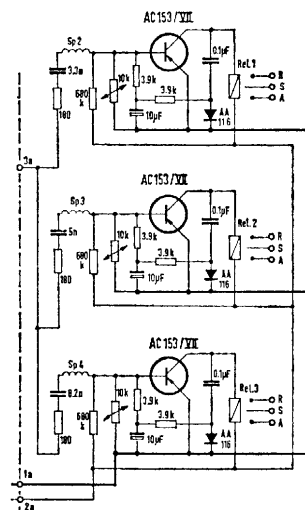 AC153/VII
Sp2
3.3n
3.9k
0.1µF
Rel.1
R
S
A
10k
3.9k
180
680
k
10µF
AA
116
3a
AC153/VII
Sp3
0.1µF
Rel.2
R
S
A
5n
10k
3.9k
3.9k
180
680
k
10µF
AA
116
AC153/VII
Sp4
0.1µF
Rel.3
R
S
A
8.2n
10k
3.9k
3.9k
180
680
k
10µF
AA
116
1a
2a